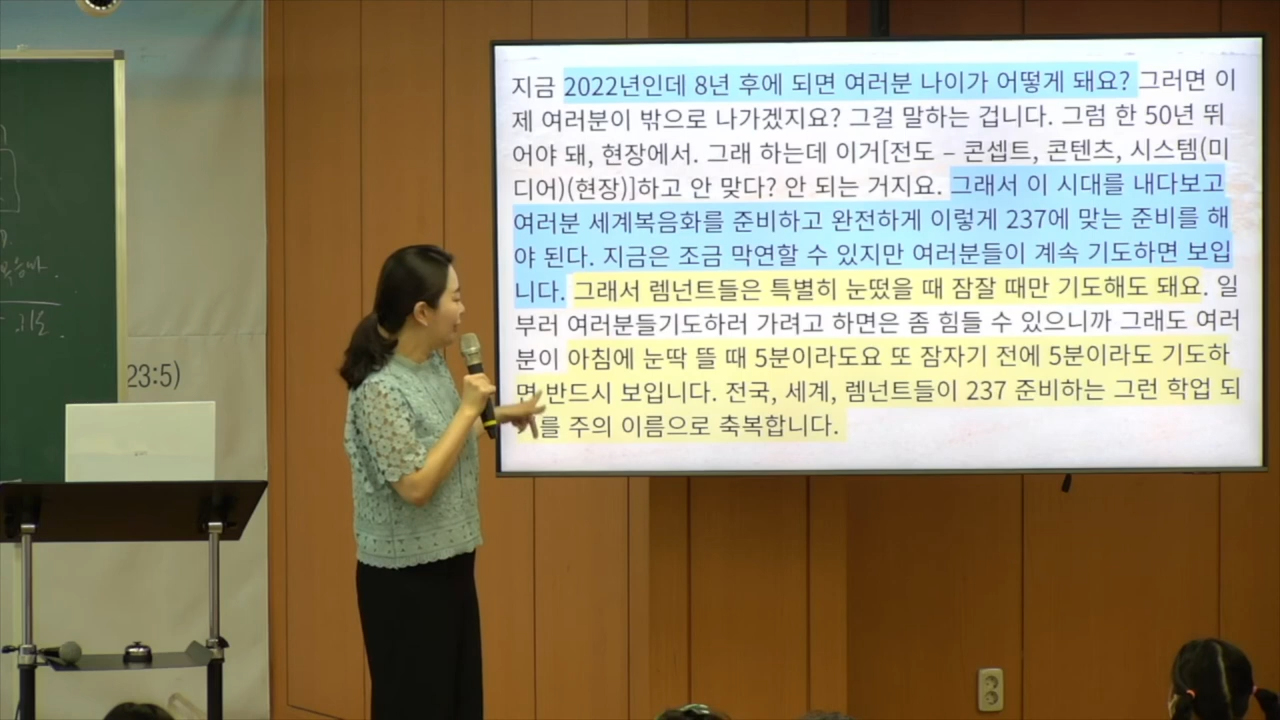 지금 2022년인데 8년 후에 되면 여러분 나이가 어떻게 돼요? 그러면 이
제 여러분이 밖으로 나가겠지요? 그걸 말하는 겁니다. 그럼 한 50년 뛰
어야 돼, 현장에서. 그래 하는데 이거[전도 – 콘셉트, 콘텐츠, 시스템(미
디어)(현장)]하고 안 맞다? 안 되는 거지요. 그래서 이 시대를 내다보고
여러분 세계복음화를 준비하고 완전하게 이렇게 237에 맞는 준비를 해
야 된다. 지금은 조금 막연할 수 있지만 여러분들이 계속 기도하면 보입
니다. 그래서 렘넌트들은 특별히 눈떴을 때 잠잘 때만 기도해도 돼요. 일
부러 여러분들기도하러 가려고 하면은 좀 힘들 수 있으니까 그래도 여러
분이 아침에 눈딱 뜰 때 5분이라도요 또 잠자기 전에 5분이라도 기도하
면 반드시 보입니다. 전국, 세계, 렘넌트들이 237 준비하는 그런 학업 되
를 주의 이름으로 축복합니다.
23:5)